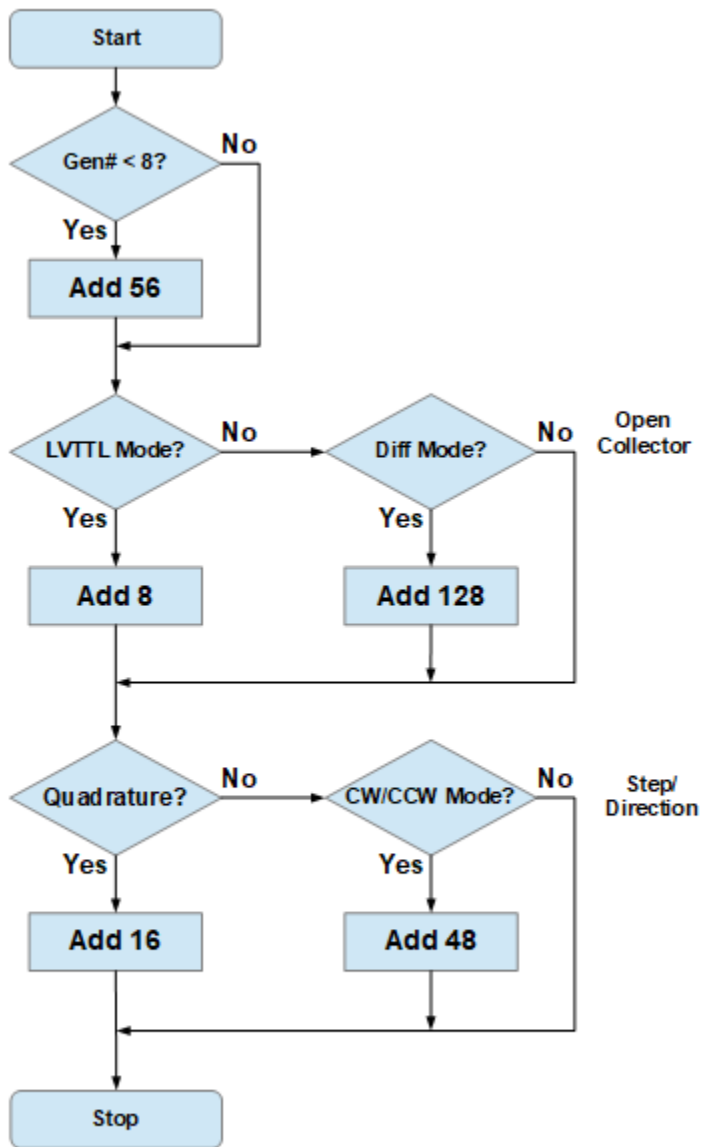 Start
Gen# < 8?
No
Yes
Add 56
LVTTL Mode?
No
Diff Mode?
No
Open
Collector
Yes
Yes
Add 8
Add 128
Quadrature?
No
CW/CCW Mode?
No
Step/
Direction
Yes
Yes
Add 16
Add 48
Stop